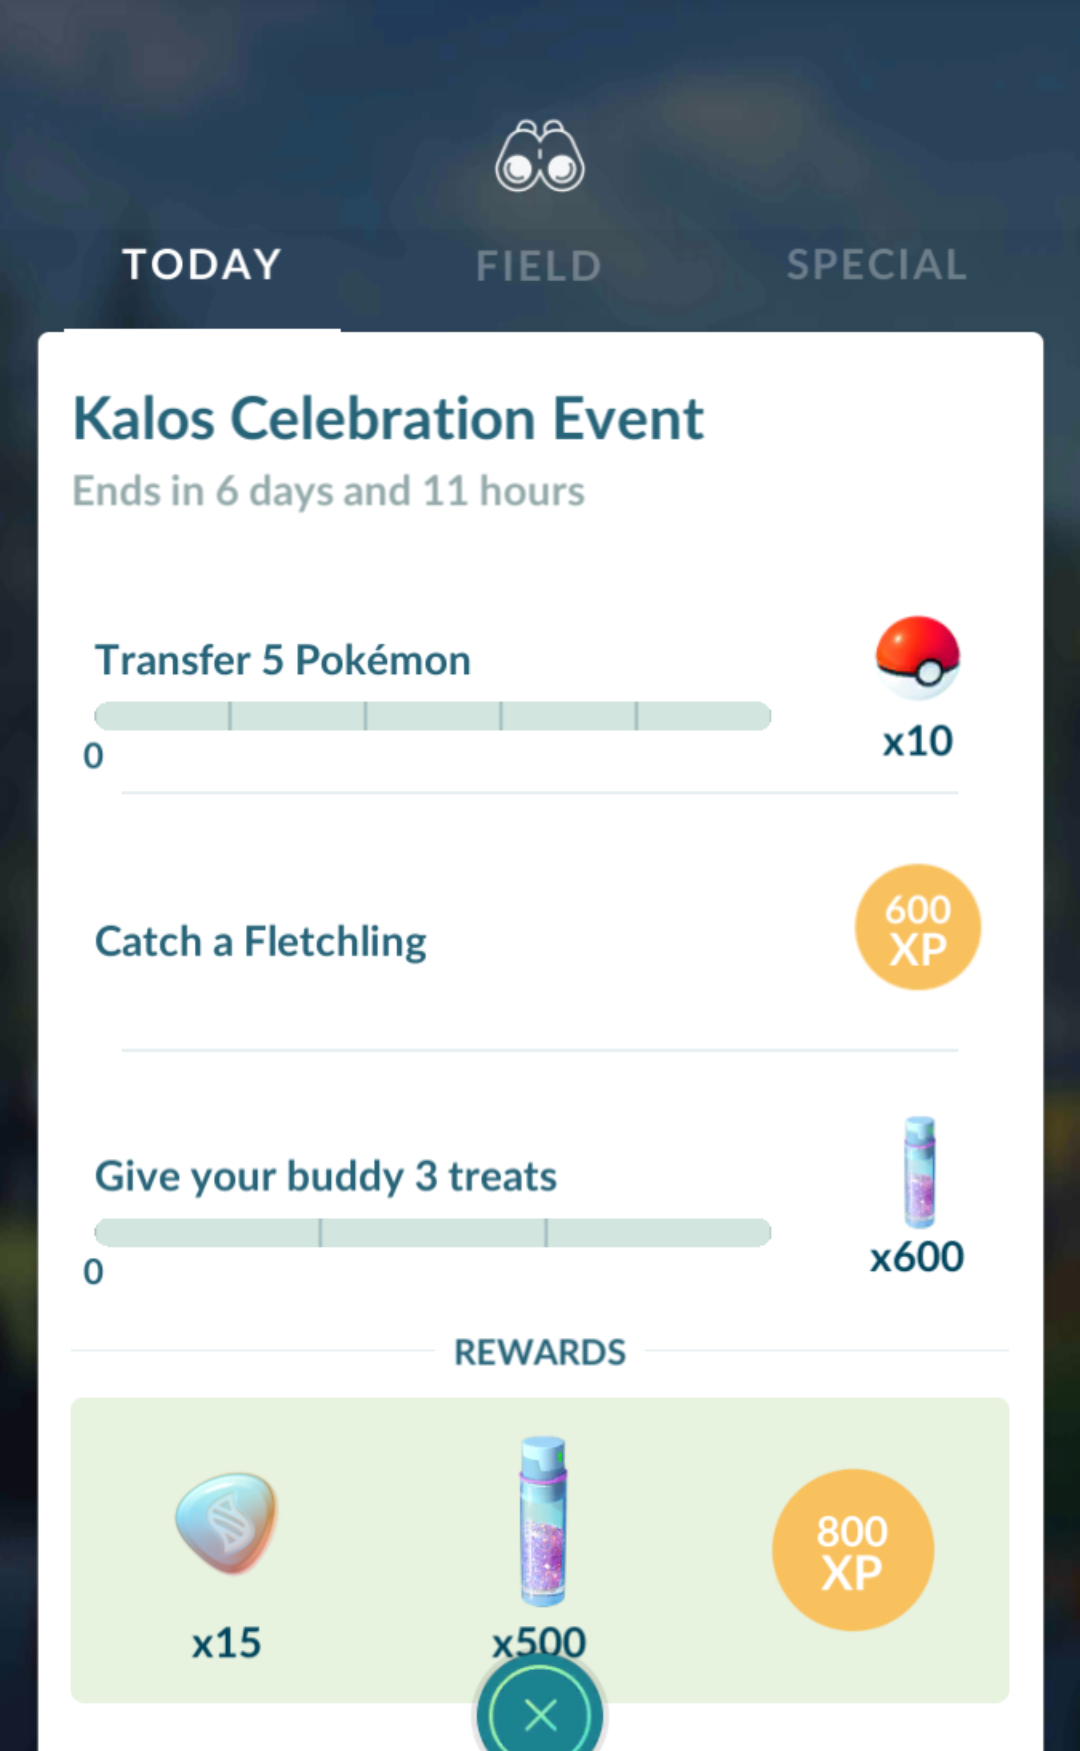 TODAY
FIELD
SPECIAL
Kalos Celebration Event
Ends in 6 days and 11 hours
Transfer 5 Pokémon
0
x10
Catch a Fletchling
600
XP
Give your buddy 3 treats
0
x600
REWARDS
x15
x500
800
XP